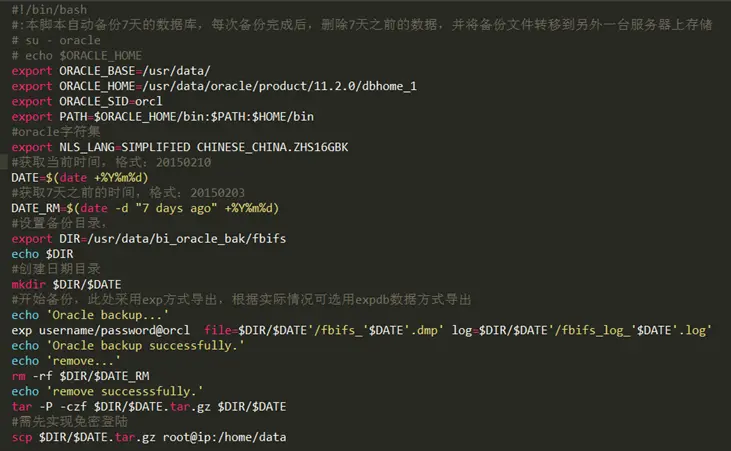 #!/bin/bash
#:本脚本自动备份7天的数据库，每次备份完成后，删除7天之前的数据，并将备份文件转移到另外一台服务器上存储
# su - oracle
# echo $ORACLE_HOME
export ORACLE_BASE=/usr/data/
export ORACLE_HOME=/usr/data/oracle/product/11.2.0/dbhome_1
export ORACLE_SID=orcl
export PATH=$ORACLE_HOME/bin:$PATH:$HOME/bin
#oracle字符集
export NLS_LANG=SIMPLIFIED CHINESE_CHINA.ZHS16GBK
#获取当前时间，格式：20150210
DATE=$(date +%Y%m%d)
#获取7天之前的时间，格式：20150203
DATE_RM=$(date -d "7 days ago" +%Y%m%d)
#设置备份目录，
export DIR=/usr/data/bi_oracle_bak/fbifs
echo $DIR
#创建日期目录
mkdir $DIR/$DATE
#开始备份，此处采用exp方式导出，根据实际情况可选用expdb数据方式导出
echo 'Oracle backup...'
exp username/password@orcl  file=$DIR/$DATE'/fbifs_'$DATE'.dmp' log=$DIR/$DATE'/fbifs_log_'$DATE'.log'
echo 'Oracle backup successfully.'
echo 'remove...'
rm -rf $DIR/$DATE_RM
echo 'remove successsfully.'
tar -P -czf $DIR/$DATE.tar.gz $DIR/$DATE
#需先实现免密登陆
scp $DIR/$DATE.tar.gz root@ip:/home/data